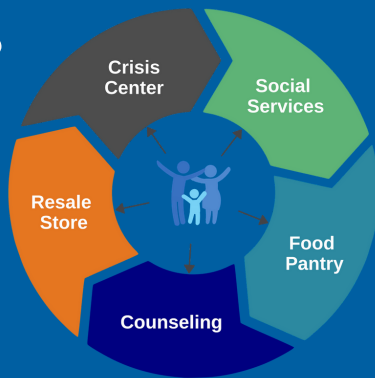 Crisis
Center
Social
Services
Food
Pantry
Counseling
Resale
Store